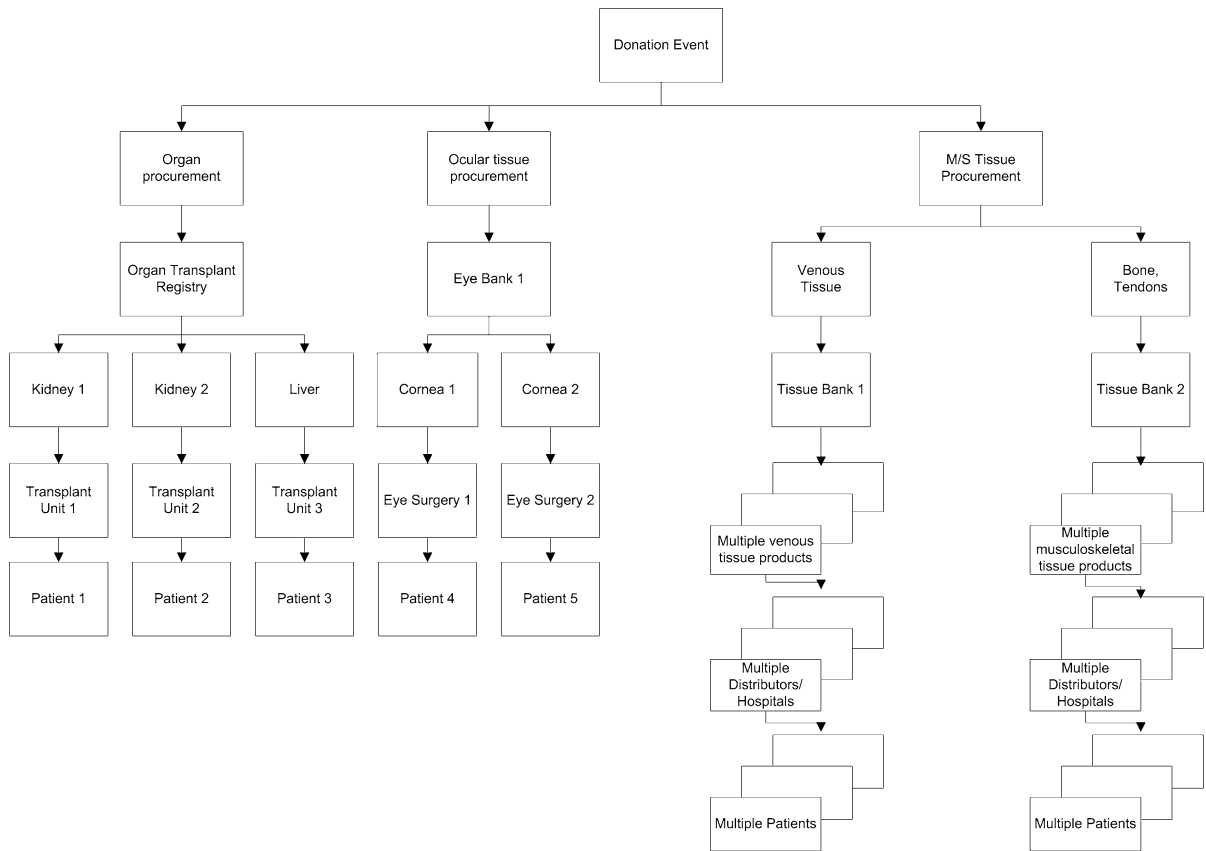 Donation Event
Organ
procurement
Ocular tissue
procurement
M/S Tissue
Procurement
Organ Transplant
Registry
Eye Bank 1
Venous
Tissue
Bone,
Tendons
Kidney 1
Kidney 2
Liver
Cornea 1
Cornea 2
Tissue Bank 1
Tissue Bank 2
Transplant
Unit 1
Transplant
Unit 2
Transplant
Unit 3
Eye Surgery 1
Eye Surgery 2
Multiple venous
tissue products
Multiple
musculoskeletal
tissue products
Patient 1
Patient 2
Patient 3
Patient 4
Patient 5
Multiple
Distributors/
Hospitals
Multiple
Distributors/
Hospitals
Multiple Patients
Multiple Patients